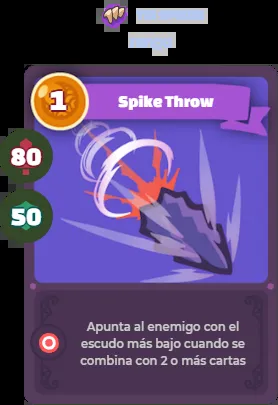 1
Spike Throw
80
50
Apunta al enemigo con el
escudo más bajo cuando se
combina con 2 o más cartas